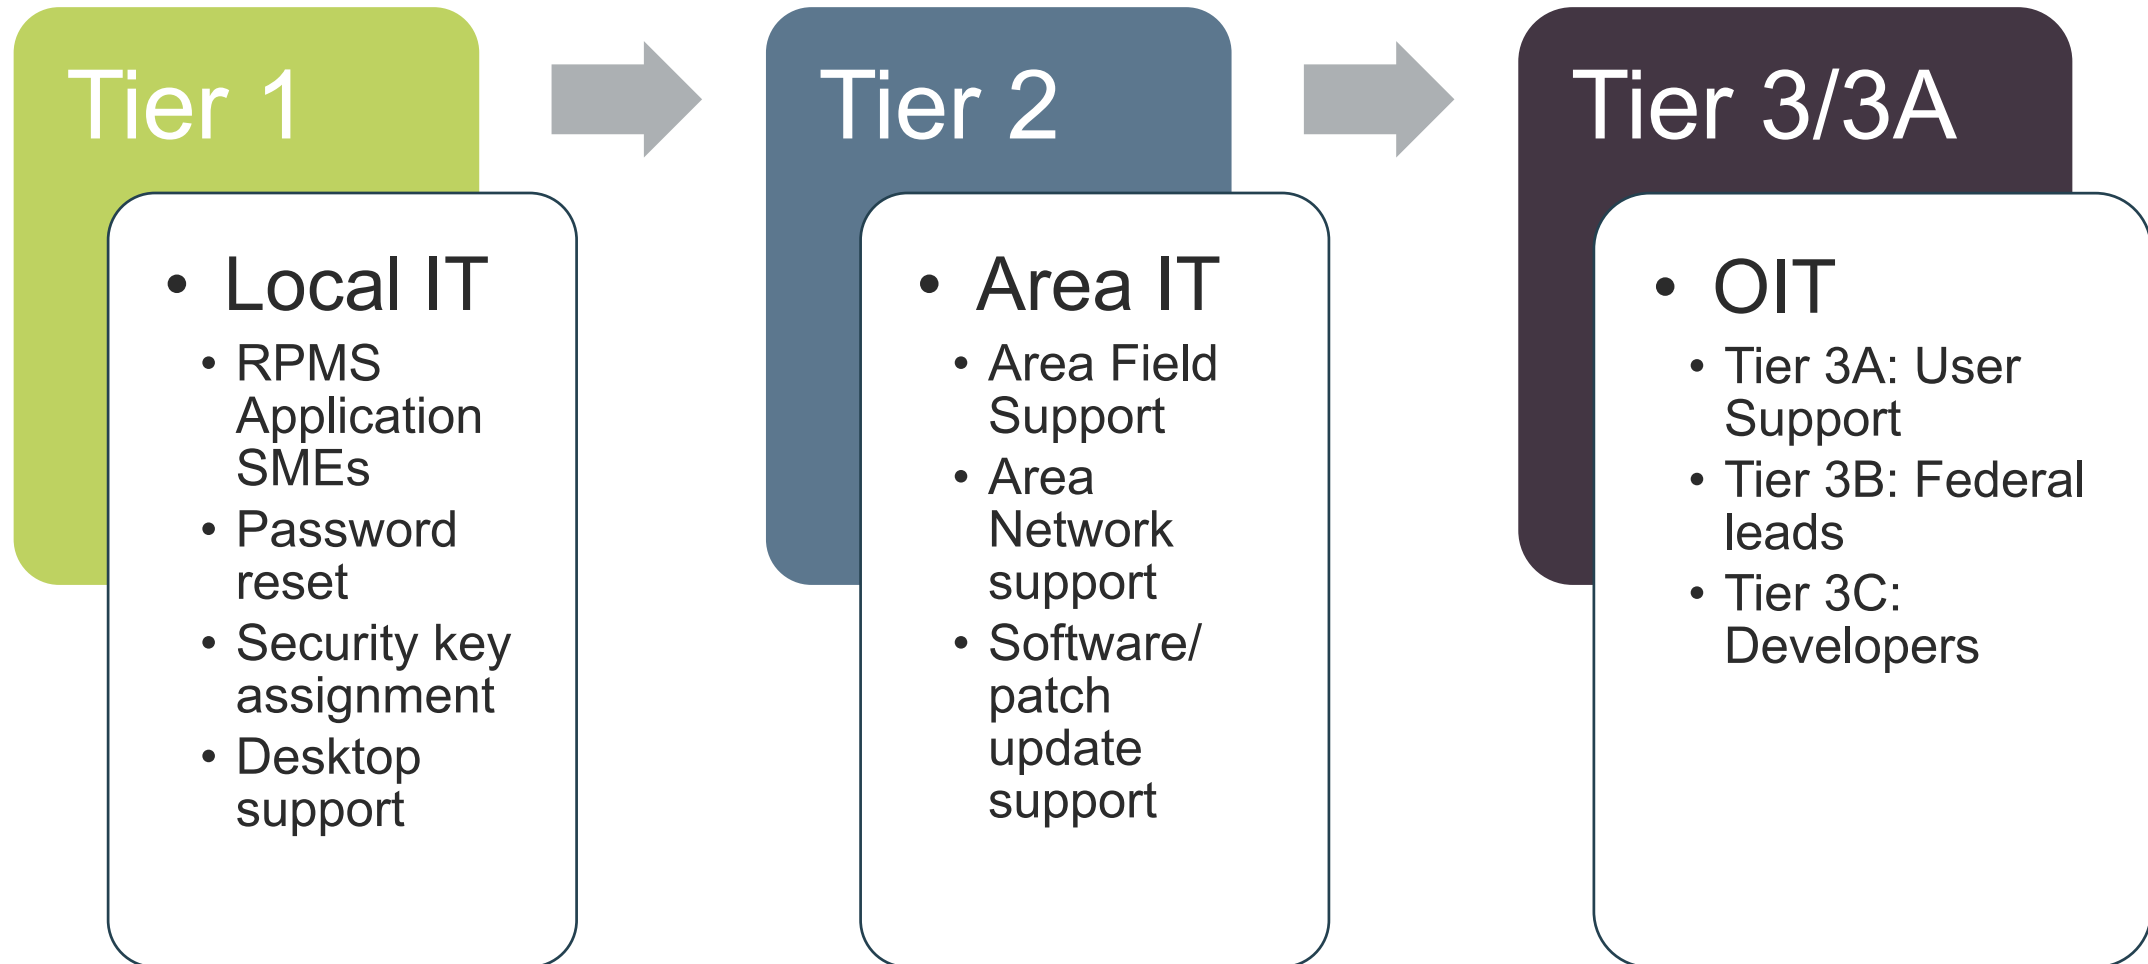 Tier 1
• Local IT
• RPMS
Application
SMEs
• Password
reset
• Security key
assignment
• Desktop
support
Tier 2
• Area IT
• Area Field
Support
• Area
Network
support
• Software/
patch
update
support
Tier 3/3A
• OIT
• Tier 3A: User
Support
• Tier 3B: Federal
leads
• Tier 3C:
Developers